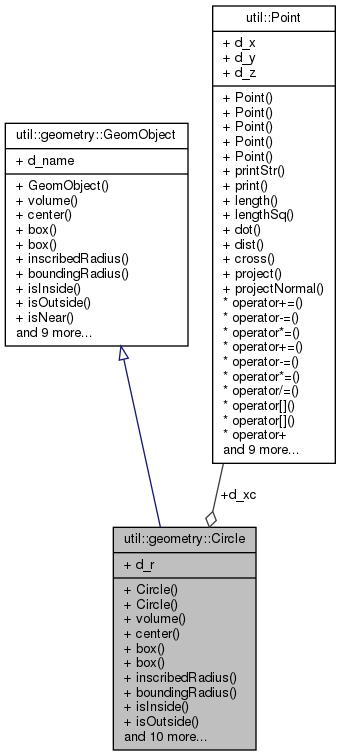 util::Point
+ d_x
+ d_y
+ d_z
+ Point()
+ Point()
+ Point()
+ Point()
+ Point()
+ printStr()
+ print()
+ length()
+ lengthSq()
+ dot()
+ dist()
+ cross()
+ project()
+ projectNormal()
* operator+=()
* operator-=()
* operator*=()
* operator+=()
* operator-=()
* operator*=()
* operator/=()
* operator[]()
* operator[]()
* operator+
and 9 more...
util::geometry::GeomObject
+ d_name
+ GeomObject()
+ volume()
+ center()
+ box()
+ box()
+ inscribedRadius()
+ boundingRadius()
+ isInside()
+ isOutside()
+ isNear()
and 9 more...
+d_xc
util::geometry::Circle
+ d_r
+ Circle()
+ Circle()
+ volume()
+ center()
+ box()
+ box()
+ inscribedRadius()
+ boundingRadius()
+ isInside()
+ isOutside()
and 10 more...